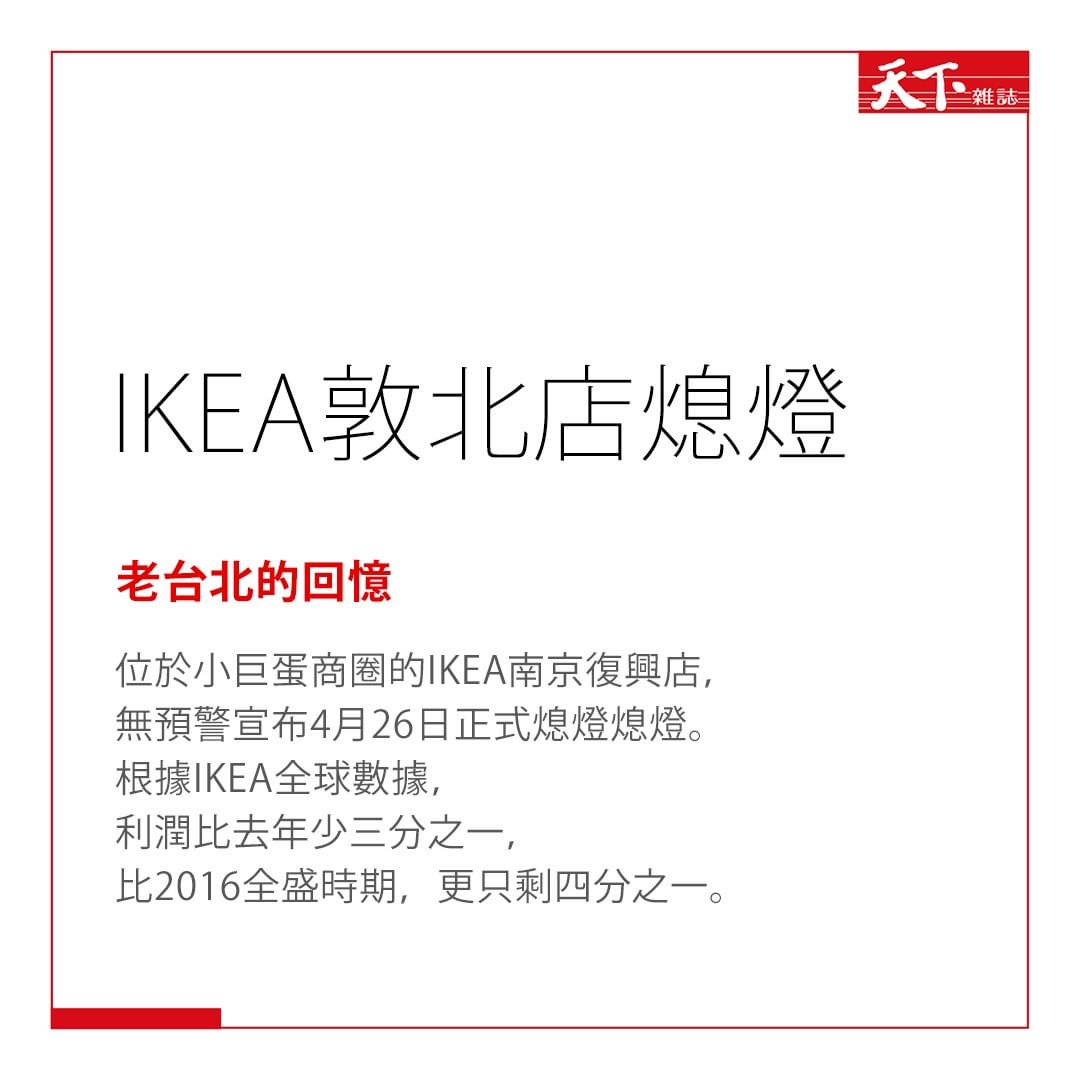 天下雜誌
IKEA敦北店熄燈
老台北的回憶
位於小巨蛋商圈的IKEA南京復興店,
無預警宣布4月26日正式熄燈熄燈。
根據IKEA全球數據,
利潤比去年少三分之一,
比2016全盛時期, 更只剩四分之一。